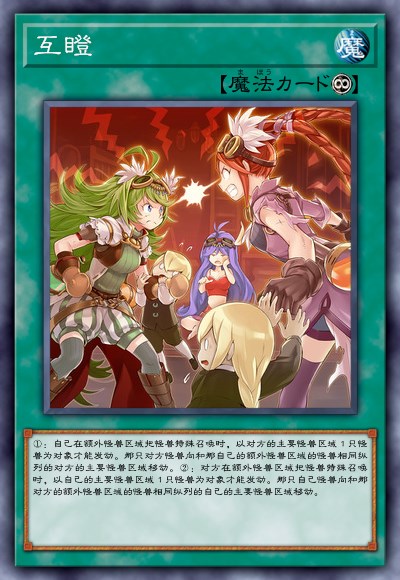 互瞪
魔
【魔法カード】
まほう
①：自己在额外怪兽区域把怪兽特殊召唤时，以对方的主要怪兽区域1只怪
兽为对象才能发动。那只对方怪兽向和那自己的额外怪兽区域的怪兽相同纵
列的对方的主要怪兽区域移动。②：对方在额外怪兽区域把怪兽特殊召唤
时，以自己的主要怪兽区域1只怪兽为对象才能发动。那只自己怪兽向和那
对方的额外怪兽区域的怪兽相同纵列的自己的主要怪兽区域移动。